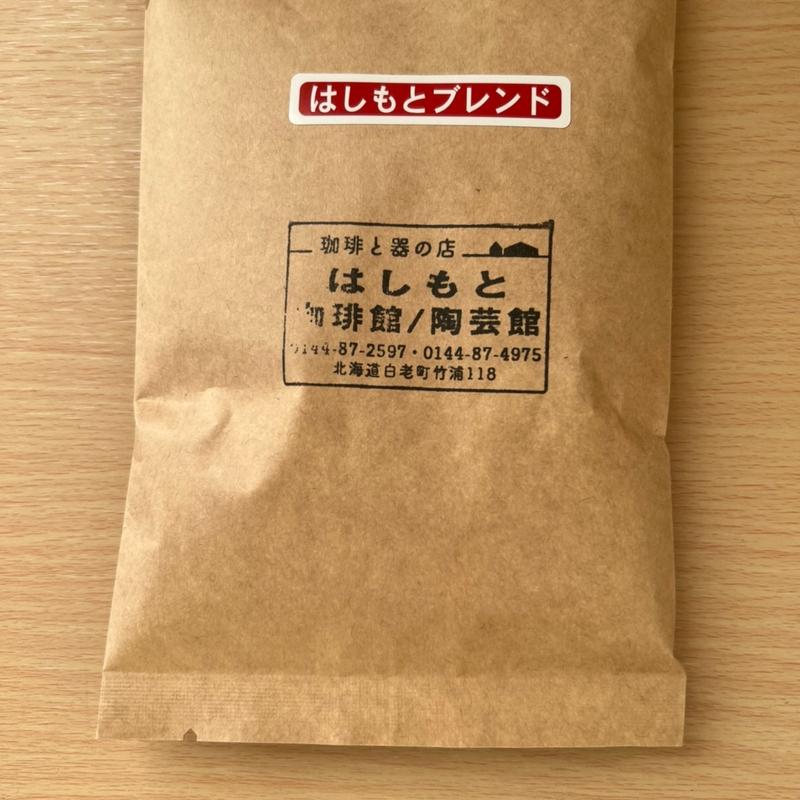 はしもとブレンド
珈琲と器の店
はしもと
珈琲館/陶芸館
0144-87-2597・0144-87-4975
北海道白老町竹浦118